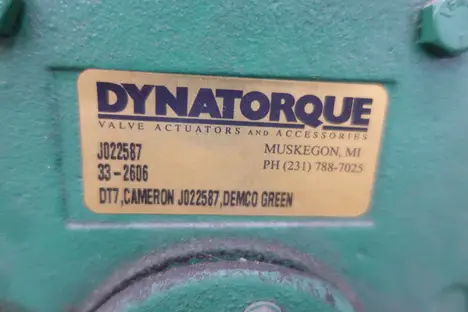 DYNATORQUE
VALVE ACTUATORS AND ACCESSORIES
J022587
MUSKEGON, MI
33-2606
PH (231) 788-7025
DT7,CAMERON J022587,DEMCO GREEN